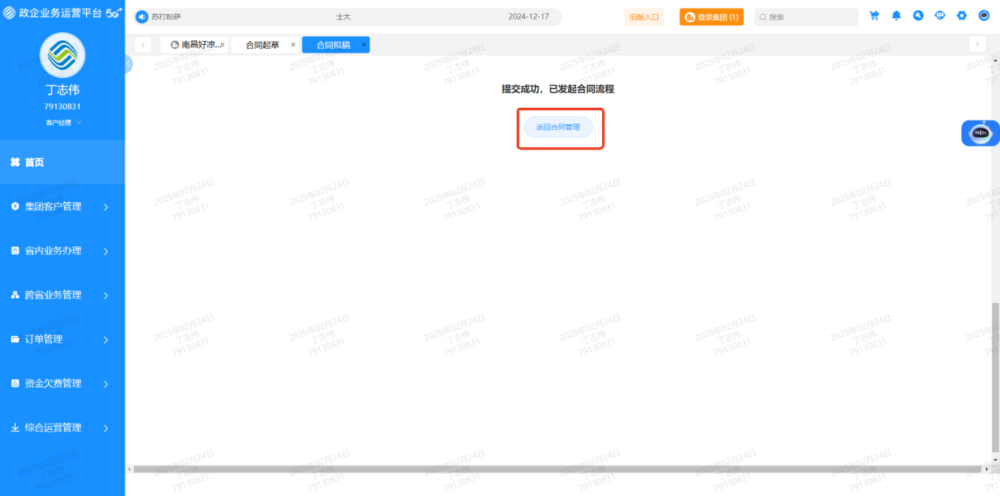 政企业务运营平台 5G
丁志伟
79130831
客户经理
首页
集团客户管理
省内业务办理
跨省业务管理
订单管理
资金欠费管理
综合运营管理
苏打粉萨 士大 2024-12-17 旧版入口 登录集团 (1) 搜索
南昌好凉... × 合同起草 × 合同拟稿 ×
提交成功，已发起合同流程
返回合同管理
2025年02月24日
丁志伟
79130831